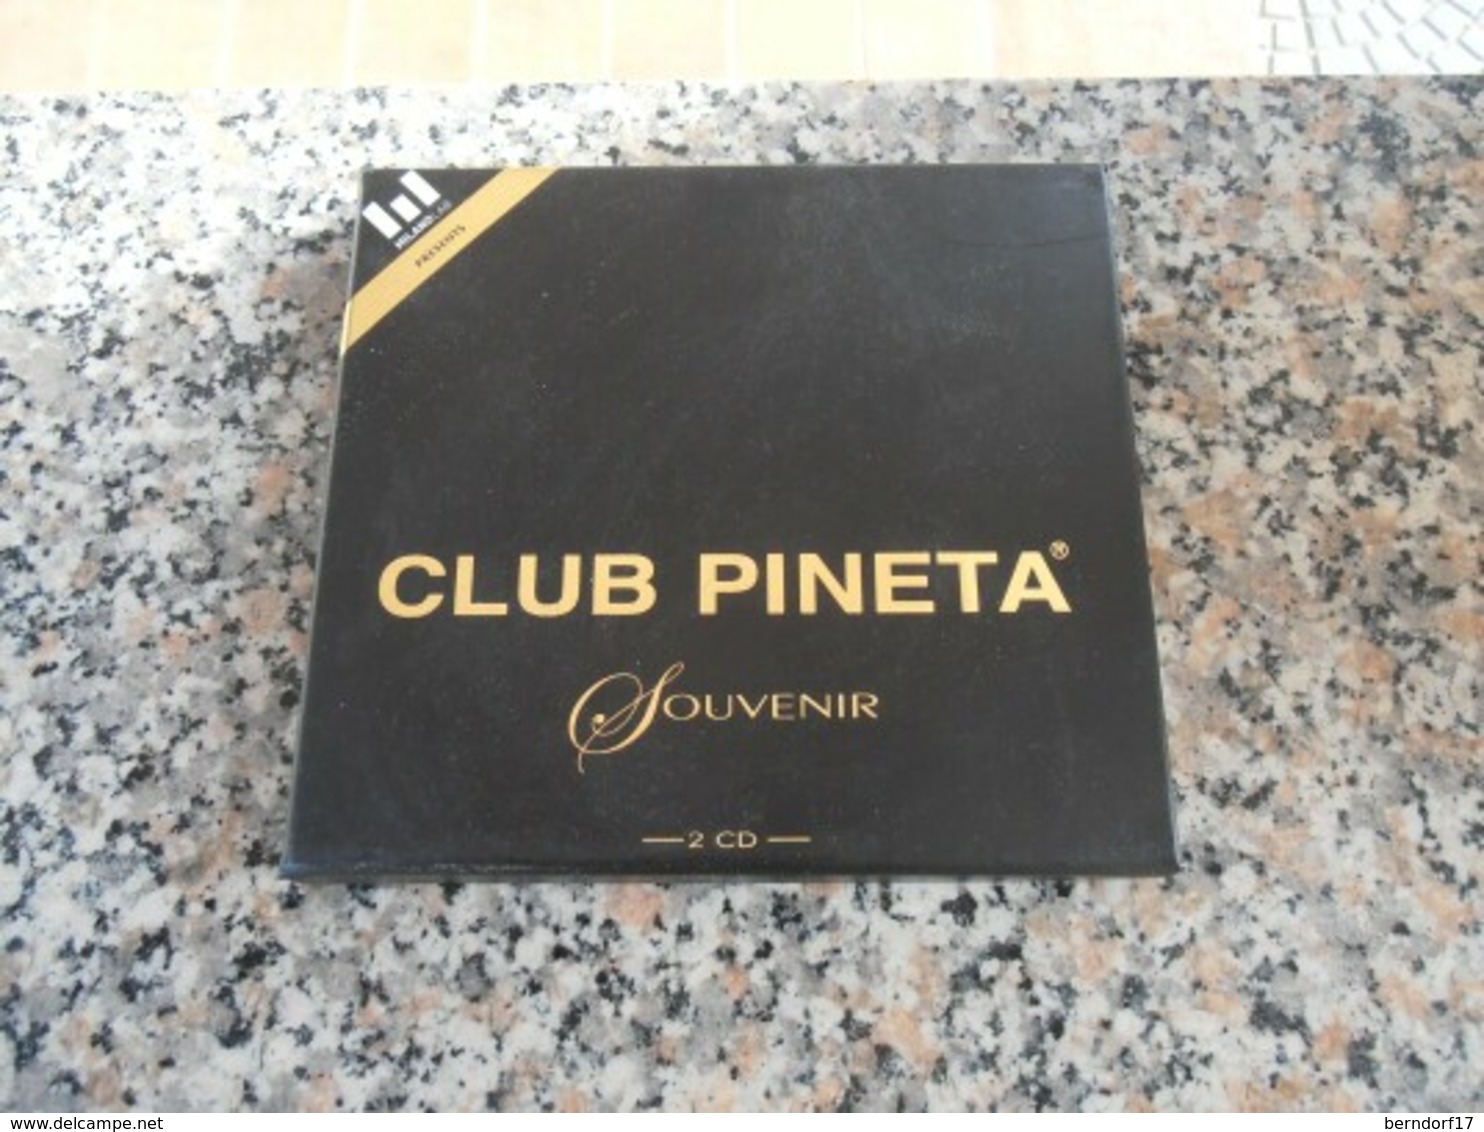 PRESENTS
CLUB PINETA®
SOUVENIR
2 CD
www.delcampe.net
berndorf17